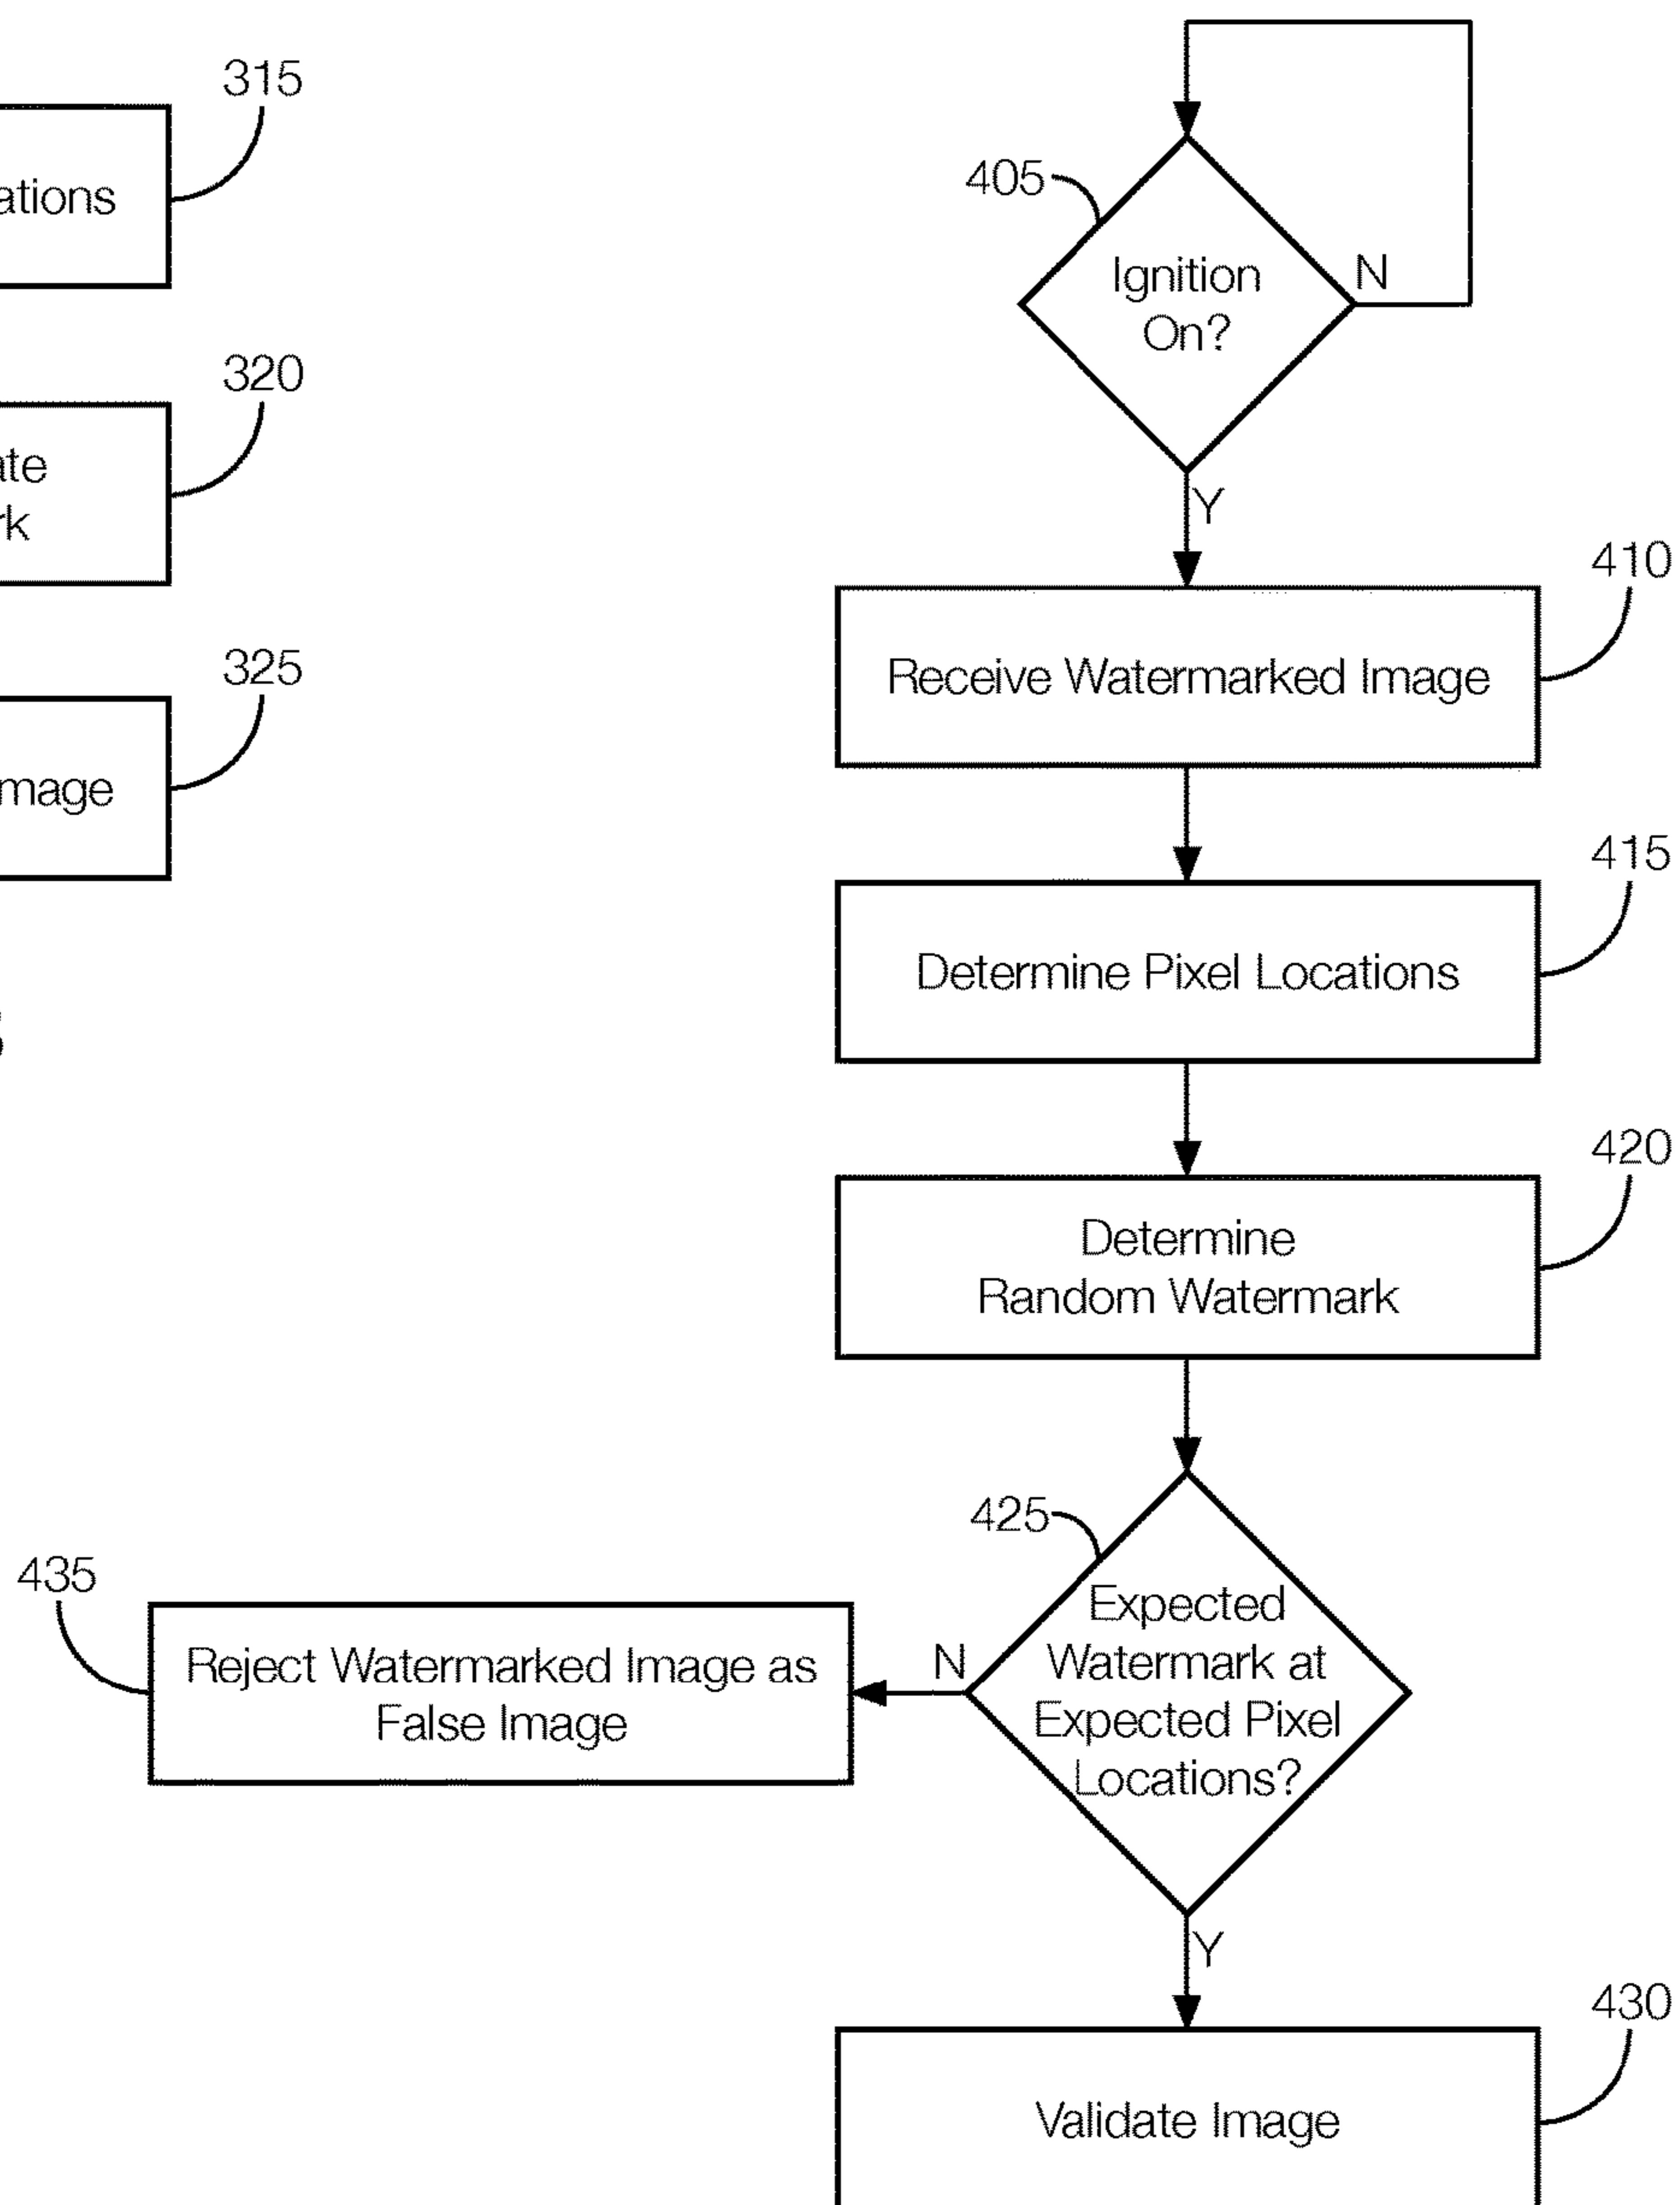 315
ations
320
ate
rk
325
mage
405
Ignition
On?
N
Y
410
Receive Watermarked Image
415
Determine Pixel Locations
420
Determine
Random Watermark
425
Expected
Watermark at
Expected Pixel
Locations?
N
435
Reject Watermarked Image as
False Image
Y
430
Validate Image